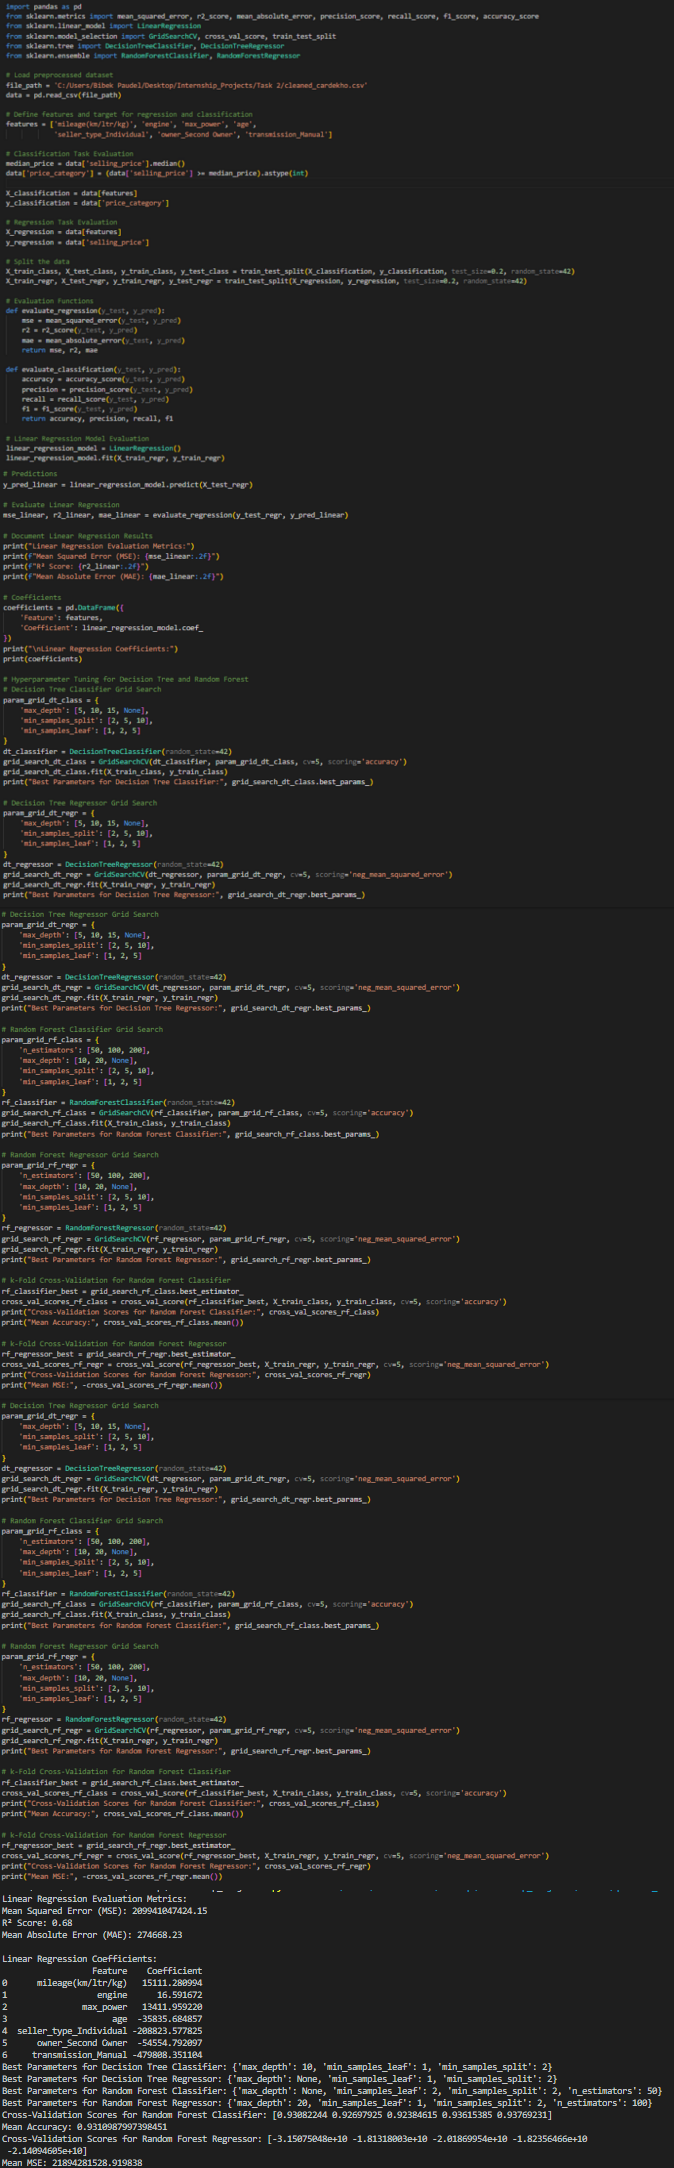 import pandas as pd
from sklearn.metrics import mean_squared_error, r2_score, mean_absolute_error, precision_score, recall_score, f1_score, accuracy_score
from sklearn.linear_model import LinearRegression
from sklearn.model_selection import GridSearchCV, cross_val_score, train_test_split
from sklearn.tree import DecisionTreeClassifier, DecisionTreeRegressor
from sklearn.ensemble import RandomForestClassifier, RandomForestRegressor
# Load preprocessed dataset
file_path = 'C:/Users/Bibek Paudel/Desktop/Internship_Projects/Task 2/cleaned_cardekho.csv'
data = pd.read_csv(file_path)
# Define features and target for regression and classification
features = ['mileage(km/ltr/kg)', 'engine', 'max_power', 'age',
'seller_type_Individual', 'owner_Second Owner', 'transmission_Manual']
# Classification Task Evaluation
median_price = data['selling_price'].median()
data['price_category'] = (data['selling_price'] >= median_price).astype(int)
X_classification = data[features]
y_classification = data['price_category']
# Regression Task Evaluation
X_regression = data[features]
y_regression = data['selling_price']
# Split the data
X_train_class, X_test_class, y_train_class, y_test_class = train_test_split(X_classification, y_classification, test_size=0.2, random_state=42)
X_train_regr, X_test_regr, y_train_regr, y_test_regr = train_test_split(X_regression, y_regression, test_size=0.2, random_state=42)
# Evaluation Functions
def evaluate_regression(y_test, y_pred):
mse = mean_squared_error(y_test, y_pred)
r2 = r2_score(y_test, y_pred)
mae = mean_absolute_error(y_test, y_pred)
return mse, r2, mae
def evaluate_classification(y_test, y_pred):
accuracy = accuracy_score(y_test, y_pred)
precision = precision_score(y_test, y_pred)
recall = recall_score(y_test, y_pred)
f1 = f1_score(y_test, y_pred)
return accuracy, precision, recall, f1
# Linear Regression Model Evaluation
linear_regression_model = LinearRegression()
linear_regression_model.fit(X_train_regr, y_train_regr)
# Predictions
y_pred_linear = linear_regression_model.predict(X_test_regr)
# Evaluate Linear Regression
mse_linear, r2_linear, mae_linear = evaluate_regression(y_test_regr, y_pred_linear)
# Document Linear Regression Results
print("Linear Regression Evaluation Metrics:")
print(f"Mean Squared Error (MSE): {mse_linear:.2f}")
print(f"R² Score: {r2_linear:.2f}")
print(f"Mean Absolute Error (MAE): {mae_linear:.2f}")
# Coefficients
coefficients = pd.DataFrame({
'Feature': features,
'Coefficient': linear_regression_model.coef_
})
print("\nLinear Regression Coefficients:")
print(coefficients)
# Hyperparameter Tuning for Decision Tree and Random Forest
# Decision Tree Classifier Grid Search
param_grid_dt_class = {
'max_depth': [5, 10, 15, None],
'min_samples_split': [2, 5, 10],
'min_samples_leaf': [1, 2, 5]
}
dt_classifier = DecisionTreeClassifier(random_state=42)
grid_search_dt_class = GridSearchCV(dt_classifier, param_grid_dt_class, cv=5, scoring='accuracy')
grid_search_dt_class.fit(X_train_class, y_train_class)
print("Best Parameters for Decision Tree Classifier:", grid_search_dt_class.best_params_)
# Decision Tree Regressor Grid Search
param_grid_dt_regr = {
'max_depth': [5, 10, 15, None],
'min_samples_split': [2, 5, 10],
'min_samples_leaf': [1, 2, 5]
}
dt_regressor = DecisionTreeRegressor(random_state=42)
grid_search_dt_regr = GridSearchCV(dt_regressor, param_grid_dt_regr, cv=5, scoring='neg_mean_squared_error')
grid_search_dt_regr.fit(X_train_regr, y_train_regr)
print("Best Parameters for Decision Tree Regressor:", grid_search_dt_regr.best_params_)
# Decision Tree Regressor Grid Search
param_grid_dt_regr = {
'max_depth': [5, 10, 15, None],
'min_samples_split': [2, 5, 10],
'min_samples_leaf': [1, 2, 5]
}
dt_regressor = DecisionTreeRegressor(random_state=42)
grid_search_dt_regr = GridSearchCV(dt_regressor, param_grid_dt_regr, cv=5, scoring='neg_mean_squared_error')
grid_search_dt_regr.fit(X_train_regr, y_train_regr)
print("Best Parameters for Decision Tree Regressor:", grid_search_dt_regr.best_params_)
# Random Forest Classifier Grid Search
param_grid_rf_class = {
'n_estimators': [50, 100, 200],
'max_depth': [10, 20, None],
'min_samples_split': [2, 5, 10],
'min_samples_leaf': [1, 2, 5]
}
rf_classifier = RandomForestClassifier(random_state=42)
grid_search_rf_class = GridSearchCV(rf_classifier, param_grid_rf_class, cv=5, scoring='accuracy')
grid_search_rf_class.fit(X_train_class, y_train_class)
print("Best Parameters for Random Forest Classifier:", grid_search_rf_class.best_params_)
# Random Forest Regressor Grid Search
param_grid_rf_regr = {
'n_estimators': [50, 100, 200],
'max_depth': [10, 20, None],
'min_samples_split': [2, 5, 10],
'min_samples_leaf': [1, 2, 5]
}
rf_regressor = RandomForestRegressor(random_state=42)
grid_search_rf_regr = GridSearchCV(rf_regressor, param_grid_rf_regr, cv=5, scoring='neg_mean_squared_error')
grid_search_rf_regr.fit(X_train_regr, y_train_regr)
print("Best Parameters for Random Forest Regressor:", grid_search_rf_regr.best_params_)
# k-Fold Cross-Validation for Random Forest Classifier
rf_classifier_best = grid_search_rf_class.best_estimator_
cross_val_scores_rf_class = cross_val_score(rf_classifier_best, X_train_class, y_train_class, cv=5, scoring='accuracy')
print("Cross-Validation Scores for Random Forest Classifier:", cross_val_scores_rf_class)
print("Mean Accuracy:", cross_val_scores_rf_class.mean())
# k-Fold Cross-Validation for Random Forest Regressor
rf_regressor_best = grid_search_rf_regr.best_estimator_
cross_val_scores_rf_regr = cross_val_score(rf_regressor_best, X_train_regr, y_train_regr, cv=5, scoring='neg_mean_squared_error')
print("Cross-Validation Scores for Random Forest Regressor:", cross_val_scores_rf_regr)
print("Mean MSE:", -cross_val_scores_rf_regr.mean())
# Decision Tree Regressor Grid Search
param_grid_dt_regr = {
'max_depth': [5, 10, 15, None],
'min_samples_split': [2, 5, 10],
'min_samples_leaf': [1, 2, 5]
}
dt_regressor = DecisionTreeRegressor(random_state=42)
grid_search_dt_regr = GridSearchCV(dt_regressor, param_grid_dt_regr, cv=5, scoring='neg_mean_squared_error')
grid_search_dt_regr.fit(X_train_regr, y_train_regr)
print("Best Parameters for Decision Tree Regressor:", grid_search_dt_regr.best_params_)
# Random Forest Classifier Grid Search
param_grid_rf_class = {
'n_estimators': [50, 100, 200],
'max_depth': [10, 20, None],
'min_samples_split': [2, 5, 10],
'min_samples_leaf': [1, 2, 5]
}
rf_classifier = RandomForestClassifier(random_state=42)
grid_search_rf_class = GridSearchCV(rf_classifier, param_grid_rf_class, cv=5, scoring='accuracy')
grid_search_rf_class.fit(X_train_class, y_train_class)
print("Best Parameters for Random Forest Classifier:", grid_search_rf_class.best_params_)
# Random Forest Regressor Grid Search
param_grid_rf_regr = {
'n_estimators': [50, 100, 200],
'max_depth': [10, 20, None],
'min_samples_split': [2, 5, 10],
'min_samples_leaf': [1, 2, 5]
}
rf_regressor = RandomForestRegressor(random_state=42)
grid_search_rf_regr = GridSearchCV(rf_regressor, param_grid_rf_regr, cv=5, scoring='neg_mean_squared_error')
grid_search_rf_regr.fit(X_train_regr, y_train_regr)
print("Best Parameters for Random Forest Regressor:", grid_search_rf_regr.best_params_)
# k-Fold Cross-Validation for Random Forest Classifier
rf_classifier_best = grid_search_rf_class.best_estimator_
cross_val_scores_rf_class = cross_val_score(rf_classifier_best, X_train_class, y_train_class, cv=5, scoring='accuracy')
print("Cross-Validation Scores for Random Forest Classifier:", cross_val_scores_rf_class)
print("Mean Accuracy:", cross_val_scores_rf_class.mean())
# k-Fold Cross-Validation for Random Forest Regressor
rf_regressor_best = grid_search_rf_regr.best_estimator_
cross_val_scores_rf_regr = cross_val_score(rf_regressor_best, X_train_regr, y_train_regr, cv=5, scoring='neg_mean_squared_error')
print("Cross-Validation Scores for Random Forest Regressor:", cross_val_scores_rf_regr)
print("Mean MSE:", -cross_val_scores_rf_regr.mean())
Linear Regression Evaluation Metrics:
Mean Squared Error (MSE): 209941047424.15
R² Score: 0.68
Mean Absolute Error (MAE): 274668.23
Linear Regression Coefficients:
Feature Coefficient
0 mileage(km/ltr/kg) 15111.280994
1 engine 16.591672
2 max_power 13411.959220
3 age -35835.684857
4 seller_type_Individual -208823.577825
5 owner_Second Owner -54554.792097
6 transmission_Manual -479808.351104
Best Parameters for Decision Tree Classifier: {'max_depth': 10, 'min_samples_leaf': 1, 'min_samples_split': 2}
Best Parameters for Decision Tree Regressor: {'max_depth': None, 'min_samples_leaf': 1, 'min_samples_split': 2}
Best Parameters for Random Forest Classifier: {'max_depth': None, 'min_samples_leaf': 2, 'min_samples_split': 2, 'n_estimators': 50}
Best Parameters for Random Forest Regressor: {'max_depth': 20, 'min_samples_leaf': 1, 'min_samples_split': 2, 'n_estimators': 100}
Cross-Validation Scores for Random Forest Classifier: [0.93082244 0.92697925 0.92384615 0.93615385 0.93769231]
Mean Accuracy: 0.9310987997398451
Cross-Validation Scores for Random Forest Regressor: [-3.15075048e+10 -1.81318003e+10 -2.01869954e+10 -1.82356466e+10
-2.14094605e+10]
Mean MSE: 21894281528.919838